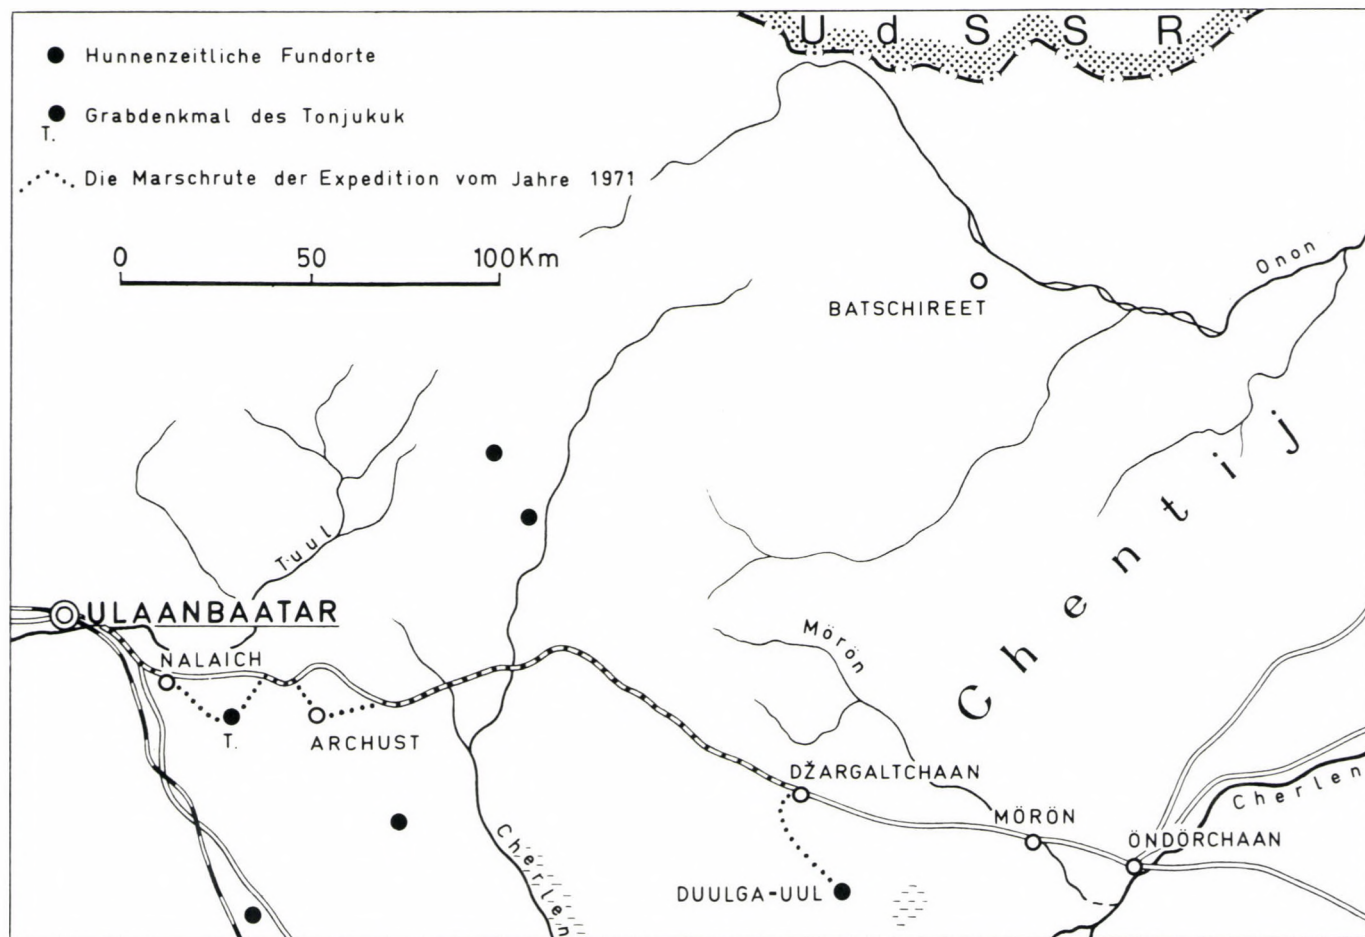 UdSSR
Hunnenzeitliche Fundorte
Grabdenkmal des Tonjukuk
T.
Die Marschrute der Expedition vom Jahre 1971
0 50 100Km
Onon
BATSCHIREET
Chentij
Tuul
ULAANBAATAR
NALAICH
Mörön
T.
ARCHUST
DŽARGALTCHAAN
Cherlen
MÖRÖN
ÖNDÖRCHAAN
Cherlen
DUULGA-UUL